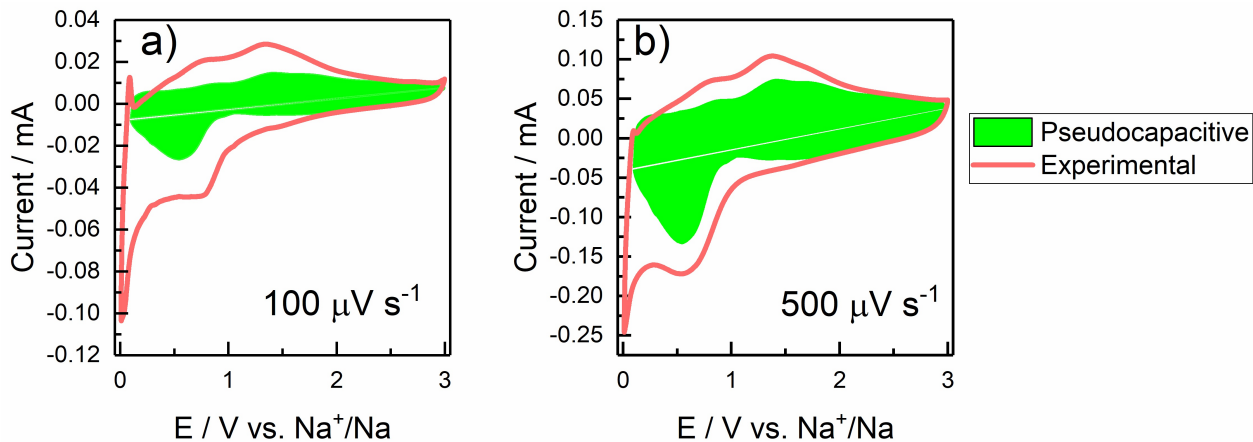 a)
0.04
0.02
0.00
-0.02
-0.04
-0.06
-0.08
-0.10
-0.12
Current / mA
100 μV s⁻¹
0 1 2 3
E / V vs. Na⁺/Na
b)
0.15
0.10
0.05
0.00
-0.05
-0.10
-0.15
-0.20
-0.25
Current / mA
500 μV s⁻¹
0 1 2 3
E / V vs. Na⁺/Na
Pseudocapacitive
Experimental